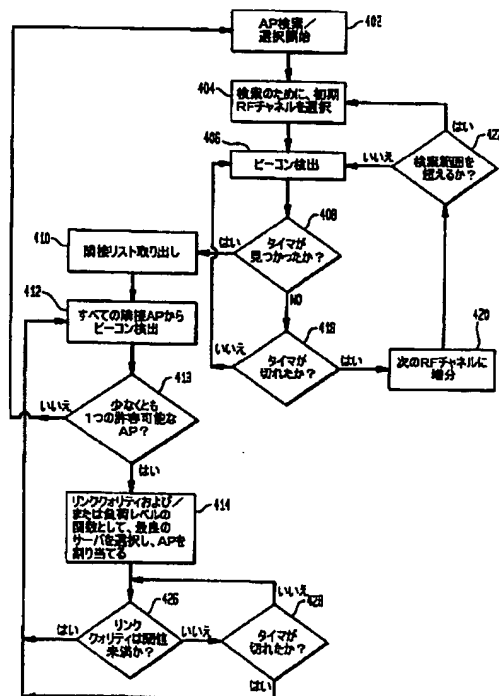 AP検索／
選択開始
402
404
検索のために、初期
RFチャネルを選択
406
ビーコン検出
はい
422
検索範囲を
超えるか？
いいえ
408
タイマが
見つかったか？
はい
NO
410
隣接リスト取り出し
412
すべての隣接APから
ビーコン検出
418
タイマが
切れたか？
いいえ
はい
420
次のRFチャネルに
増分
413
少なくとも
1つの許容可能な
AP？
いいえ
はい
リンククォリティおよび／
または負荷レベルの
関数として、最良の
サーバを選択し、APを
割り当てる
414
426
リンク
クォリティは閾値
未満か？
はい
いいえ
428
タイマが
切れたか？
いいえ
はい